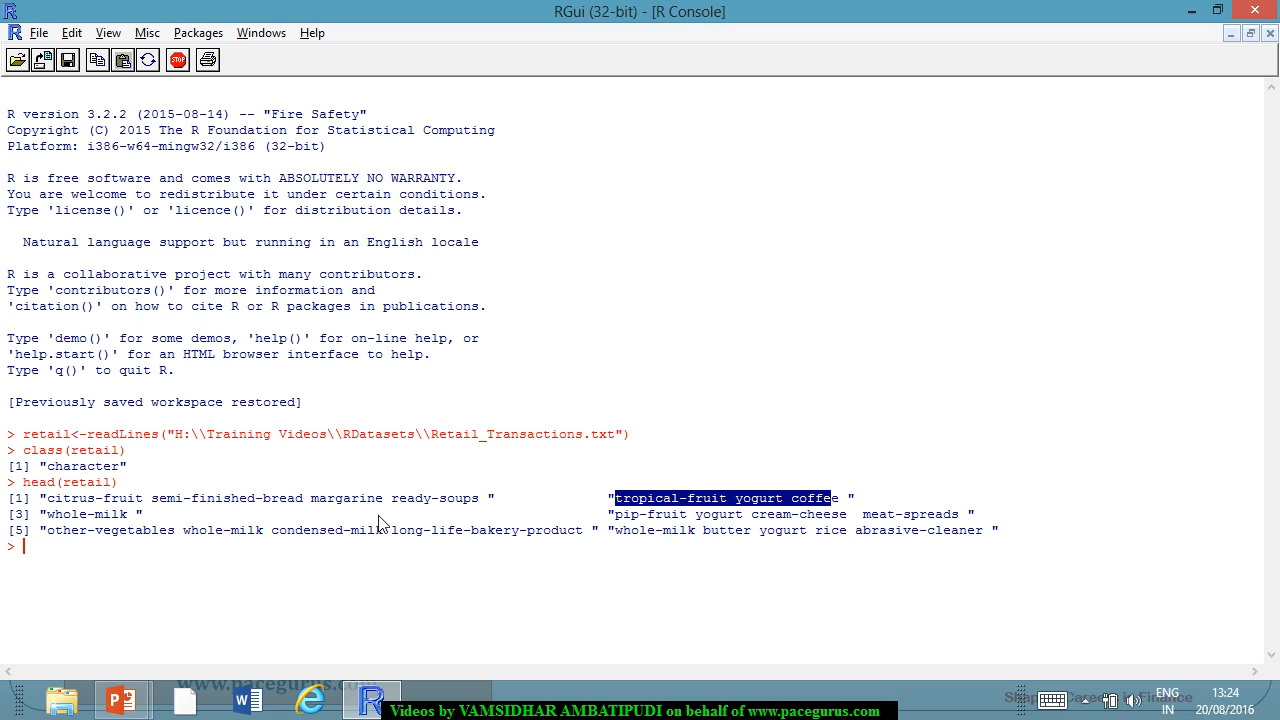 RGui (32-bit) - [R Console]
File Edit View Misc Packages Windows Help
STOP
R version 3.2.2 (2015-08-14) -- "Fire Safety"
Copyright (C) 2015 The R Foundation for Statistical Computing
Platform: i386-w64-mingw32/i386 (32-bit)
R is free software and comes with ABSOLUTELY NO WARRANTY.
You are welcome to redistribute it under certain conditions.
Type 'license()' or 'licence()' for distribution details.
Natural language support but running in an English locale
R is a collaborative project with many contributors.
Type 'contributors()' for more information and
'citation()' on how to cite R or R packages in publications.
Type 'demo()' for some demos, 'help()' for on-line help, or
'help.start()' for an HTML browser interface to help.
Type 'q()' to quit R.
[Previously saved workspace restored]
> retail<-readLines("H:\\Training Videos\\RDatasets\\Retail_Transactions.txt")
> class(retail)
[1] "character"
> head(retail)
[1] "citrus-fruit semi-finished-bread margarine ready-soups " "tropical-fruit yogurt coffee "
[3] "whole-milk " "pip-fruit yogurt cream-cheese  meat-spreads "
[5] "other-vegetables whole-milk condensed-milk long-life-bakery-product " "whole-milk butter yogurt rice abrasive-cleaner "
>
www.pacegurus.com
ENG 13:24
IN 20/08/2016
Videos by VAMSIDHAR AMBATIPUDI on behalf of www.pacegurus.com